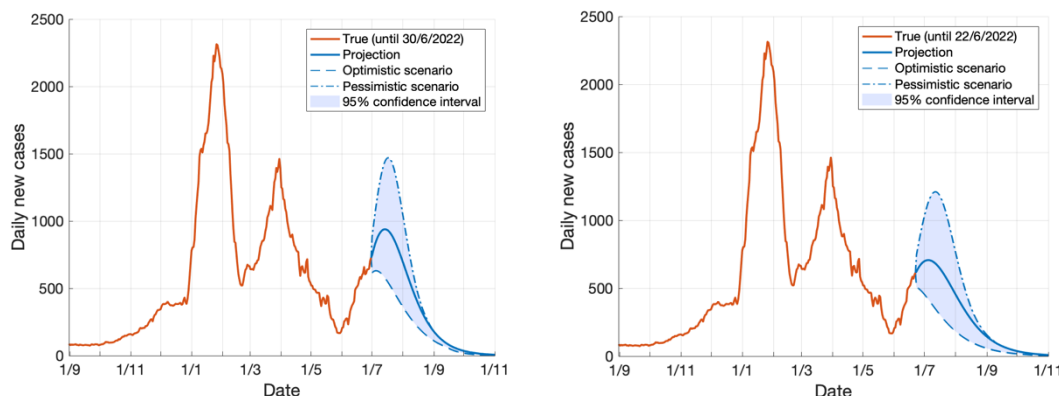 2500
2000
1500
1000
500
0
Daily new cases
1/9
1/11
1/1
1/3
1/5
1/7
1/9
1/11
Date
True (until 30/6/2022)
Projection
Optimistic scenario
Pessimistic scenario
95% confidence interval
2500
2000
1500
1000
500
0
Daily new cases
1/9
1/11
1/1
1/3
1/5
1/7
1/9
1/11
Date
True (until 22/6/2022)
Projection
Optimistic scenario
Pessimistic scenario
95% confidence interval